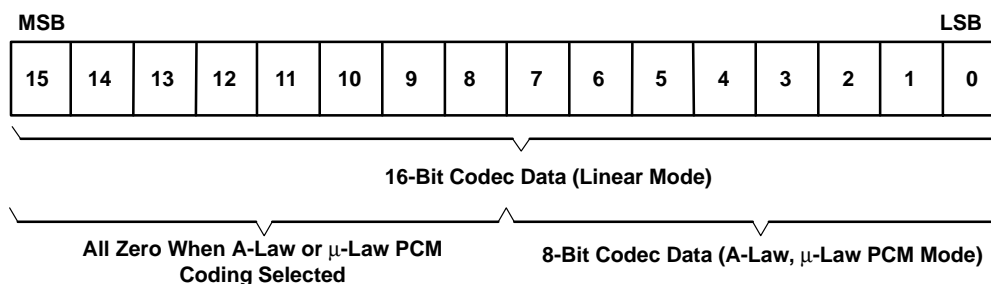 MSB LSB
15 14 13 12 11 10 9 8 7 6 5 4 3 2 1 0
16-Bit Codec Data (Linear Mode)
All Zero When A-Law or μ-Law PCM
Coding Selected
8-Bit Codec Data (A-Law, μ-Law PCM Mode)